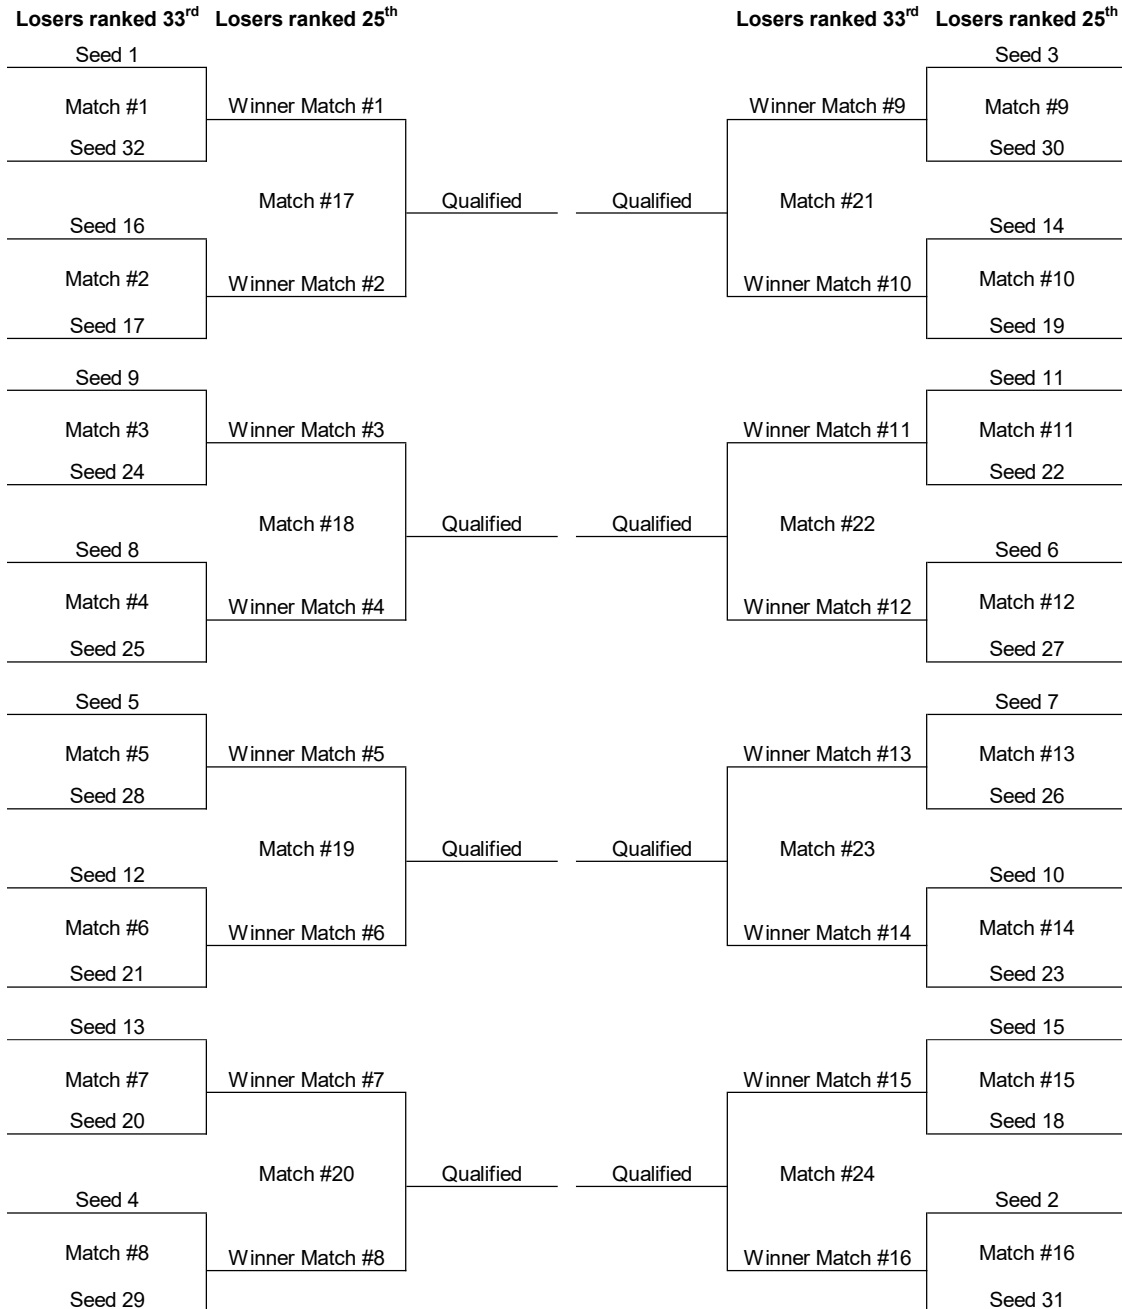 Losers ranked 33rd Losers ranked 25th Losers ranked 33rd Losers ranked 25th
Seed 1 Seed 3
Match #1 Winner Match #1 Winner Match #9 Match #9
Seed 32 Seed 30
Match #17 Qualified Qualified Match #21
Seed 16 Seed 14
Match #2 Winner Match #2 Winner Match #10 Match #10
Seed 17 Seed 19
Seed 9 Seed 11
Match #3 Winner Match #3 Winner Match #11 Match #11
Seed 24 Seed 22
Match #18 Qualified Qualified Match #22
Seed 8 Seed 6
Match #4 Winner Match #4 Winner Match #12 Match #12
Seed 25 Seed 27
Seed 5 Seed 7
Match #5 Winner Match #5 Winner Match #13 Match #13
Seed 28 Seed 26
Match #19 Qualified Qualified Match #23
Seed 12 Seed 10
Match #6 Winner Match #6 Winner Match #14 Match #14
Seed 21 Seed 23
Seed 13 Seed 15
Match #7 Winner Match #7 Winner Match #15 Match #15
Seed 20 Seed 18
Match #20 Qualified Qualified Match #24
Seed 4 Seed 2
Match #8 Winner Match #8 Winner Match #16 Match #16
Seed 29 Seed 31